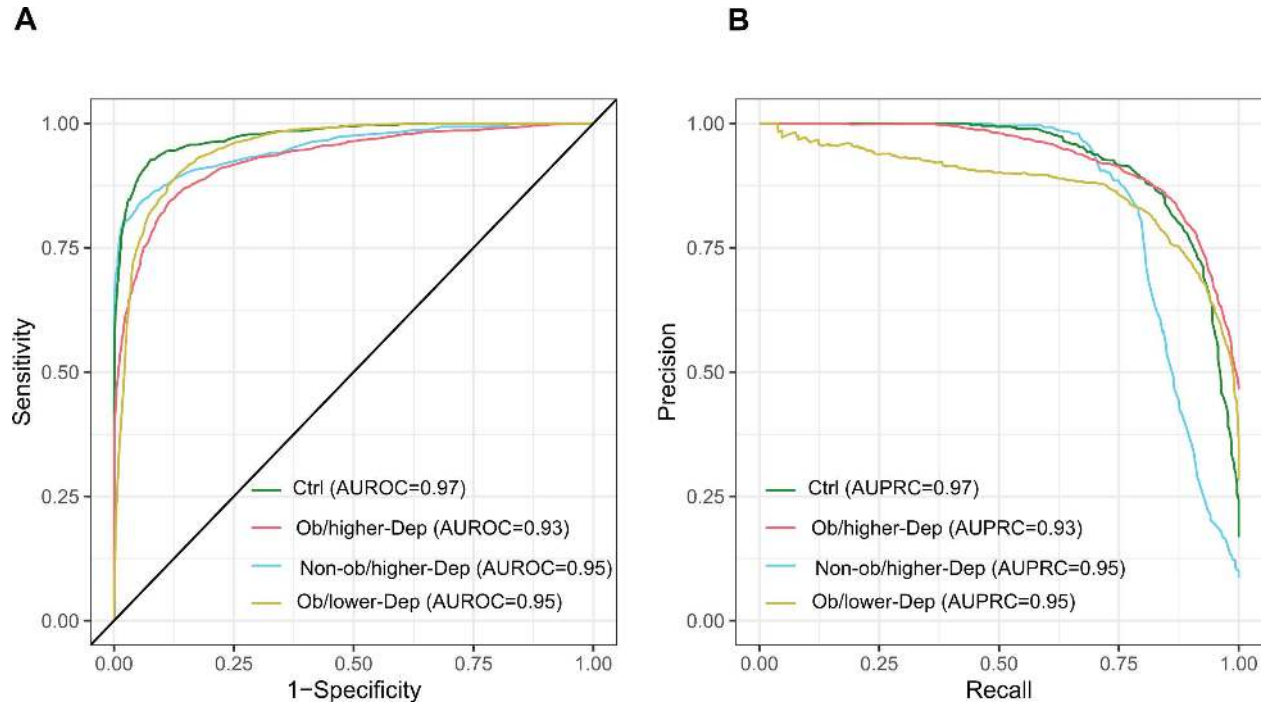 A
1.00
0.75
0.50
0.25
0.00
Sensitivity
Ctrl (AUROC=0.97)
Ob/higher-Dep (AUROC=0.93)
Non-ob/higher-Dep (AUROC=0.95)
Ob/lower-Dep (AUROC=0.95)
0.00 0.25 0.50 0.75 1.00
1−Specificity
B
1.00
0.75
0.50
0.25
0.00
Precision
Ctrl (AUPRC=0.97)
Ob/higher-Dep (AUPRC=0.93)
Non-ob/higher-Dep (AUPRC=0.95)
Ob/lower-Dep (AUPRC=0.95)
0.00 0.25 0.50 0.75 1.00
Recall